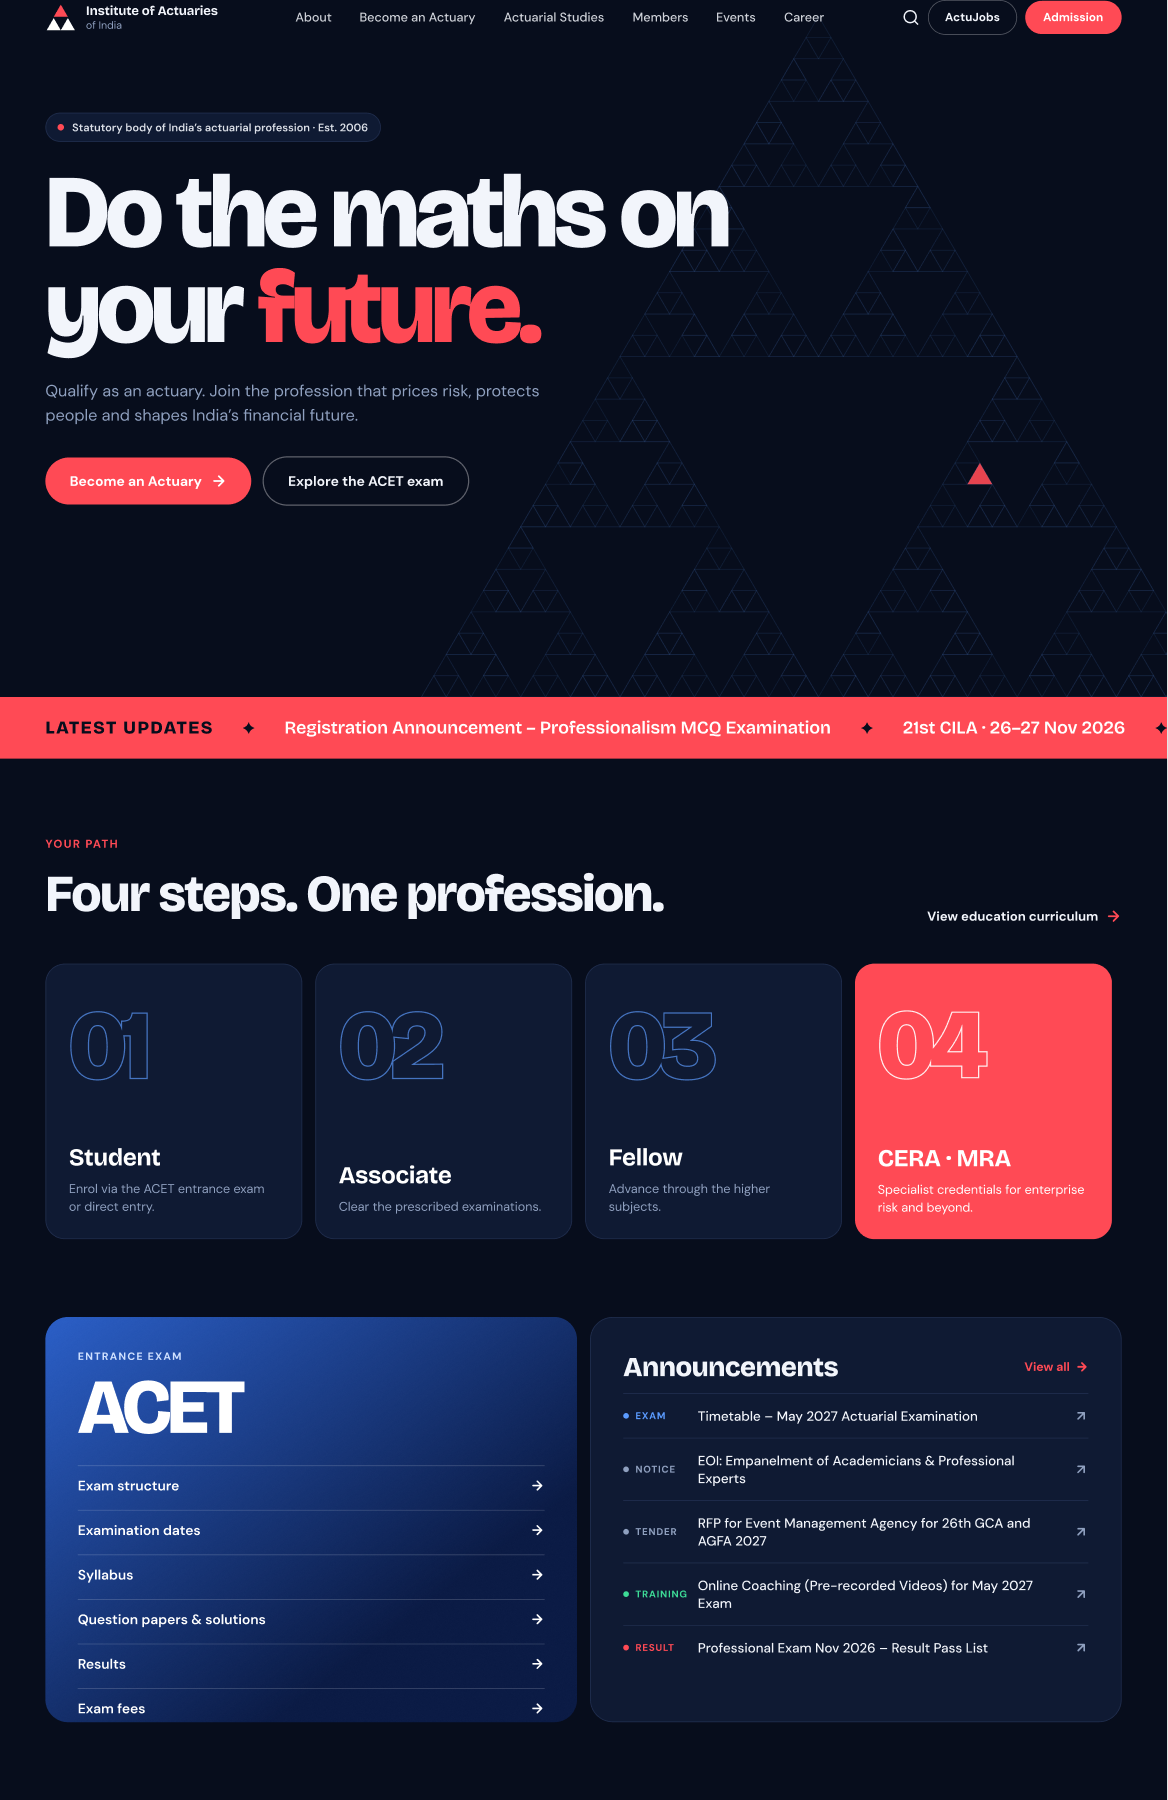 Institute of Actuaries
of India
About
Become an Actuary
Actuarial Studies
Members
Events
Career
ActuJobs
Admission
Statutory body of India’s actuarial profession · Est. 2006
Do the maths on
your future.
Qualify as an actuary. Join the profession that prices risk, protects
people and shapes India’s financial future.
Become an Actuary
Explore the ACET exam
LATEST UPDATES
Registration Announcement – Professionalism MCQ Examination
21st CILA · 26–27 Nov 2026
YOUR PATH
Four steps. One profession.
View education curriculum
01
Student
Enrol via the ACET entrance exam
or direct entry.
02
Associate
Clear the prescribed examinations.
03
Fellow
Advance through the higher
subjects.
04
CERA · MRA
Specialist credentials for enterprise
risk and beyond.
ENTRANCE EXAM
ACET
Exam structure
Examination dates
Syllabus
Question papers & solutions
Results
Exam fees
Announcements
View all
EXAM
Timetable – May 2027 Actuarial Examination
NOTICE
EOI: Empanelment of Academicians & Professional
Experts
TENDER
RFP for Event Management Agency for 26th GCA and
AGFA 2027
TRAINING
Online Coaching (Pre-recorded Videos) for May 2027
Exam
RESULT
Professional Exam Nov 2026 – Result Pass List